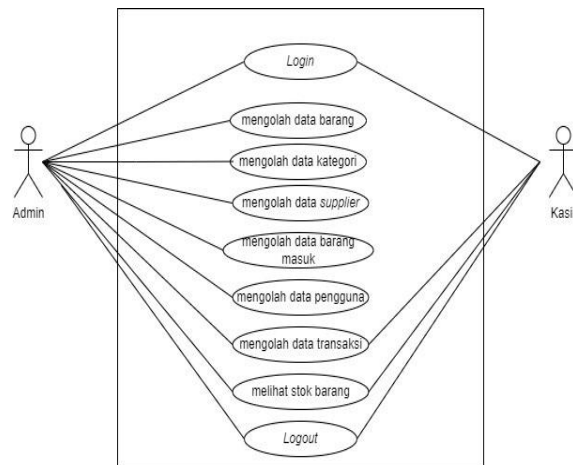 Login
mengolah data barang
mengolah data kategori
Admin
Kasi
mengolah data supplier
mengolah data barang
masuk
mengolah data pengguna
mengolah data transaksi
melihat stok barang
Logout